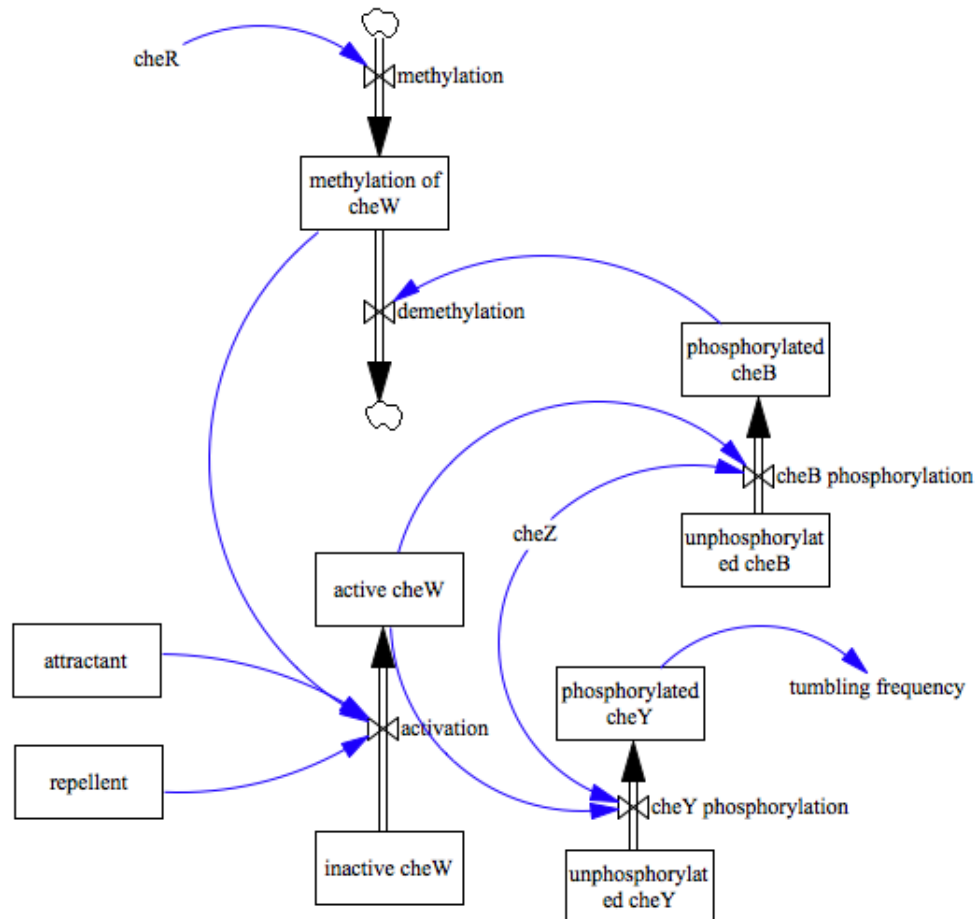 cheR
methylation
methylation of
cheW
demethylation
phosphorylated
cheB
cheB phosphorylation
cheZ
unphosphorylat
ed cheB
active cheW
attractant
phosphorylated
cheY
tumbling frequency
activation
repellent
cheY phosphorylation
inactive cheW
unphosphorylat
ed cheY